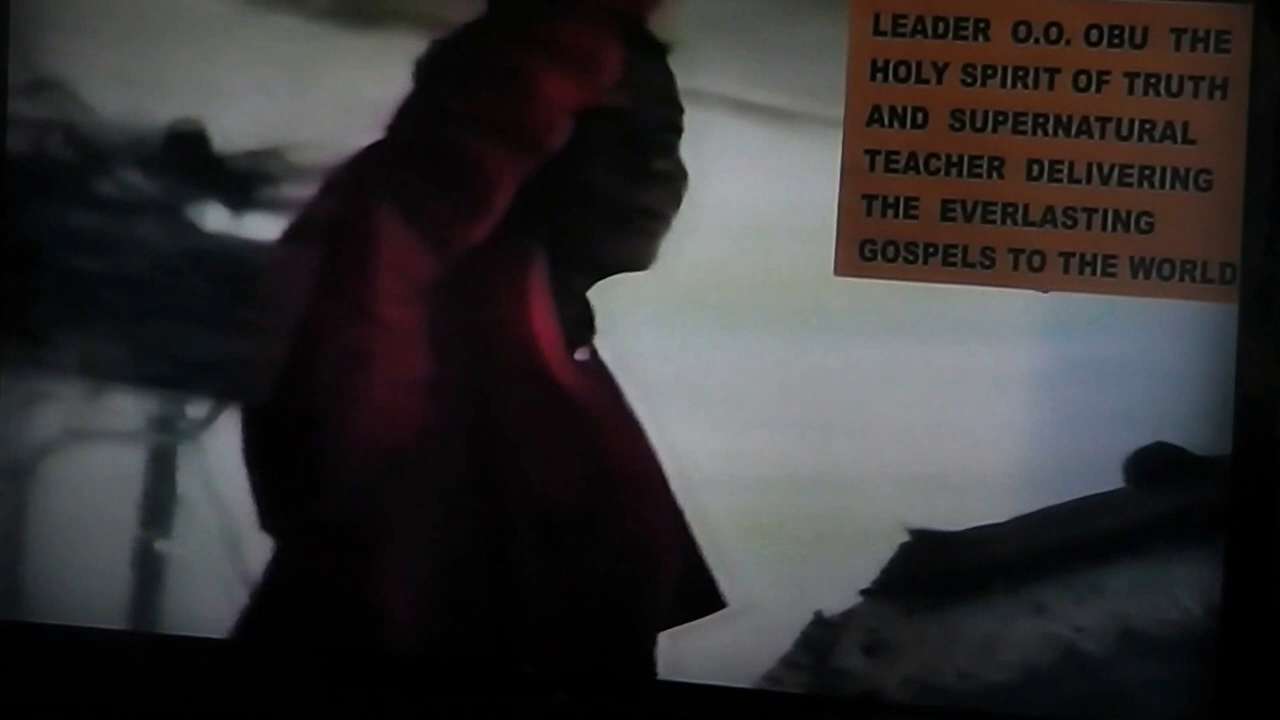 LEADER O.O. OBU THE
HOLY SPIRIT OF TRUTH
AND SUPERNATURAL
TEACHER DELIVERING
THE EVERLASTING
GOSPELS TO THE WORLD